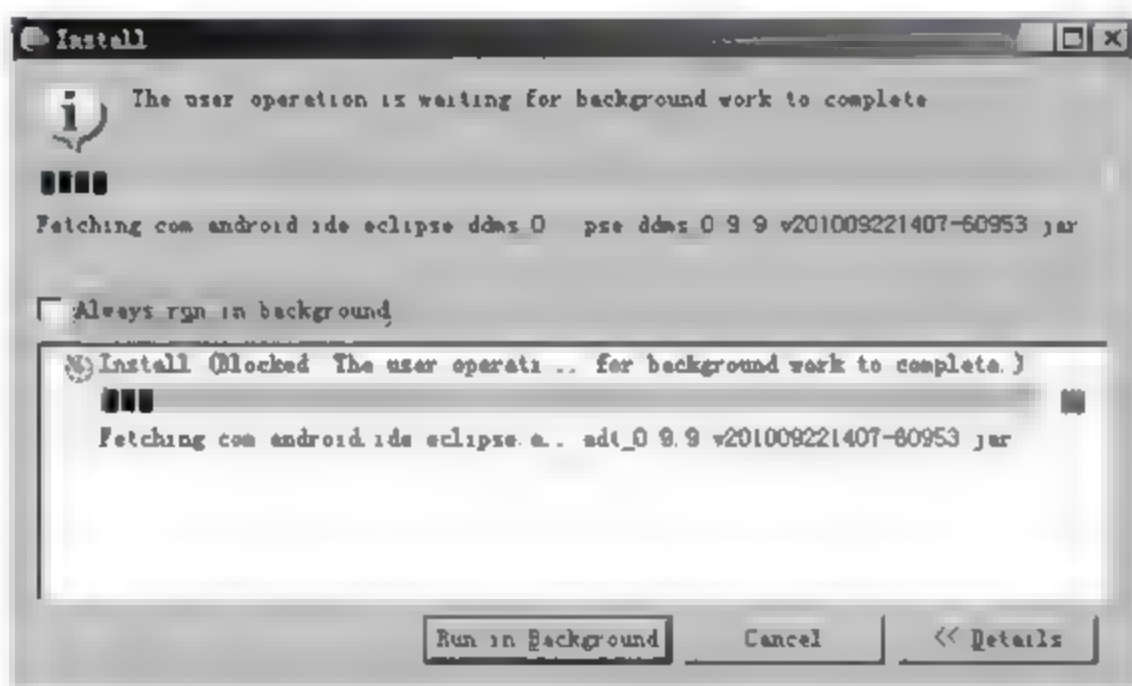 Install
The user operation is waiting for background work to complete
Fetching com android ide eclipse ddms_0 pse ddms_0 9 9 v201009221407-60953 jar
Always run in background
Install (Blocked The user operati ... for background work to complete.)
Fetching com android.ide eclipse.a.. adt_0 9.9 v201009221407-60953 jar
Run in Background
Cancel
<< Details